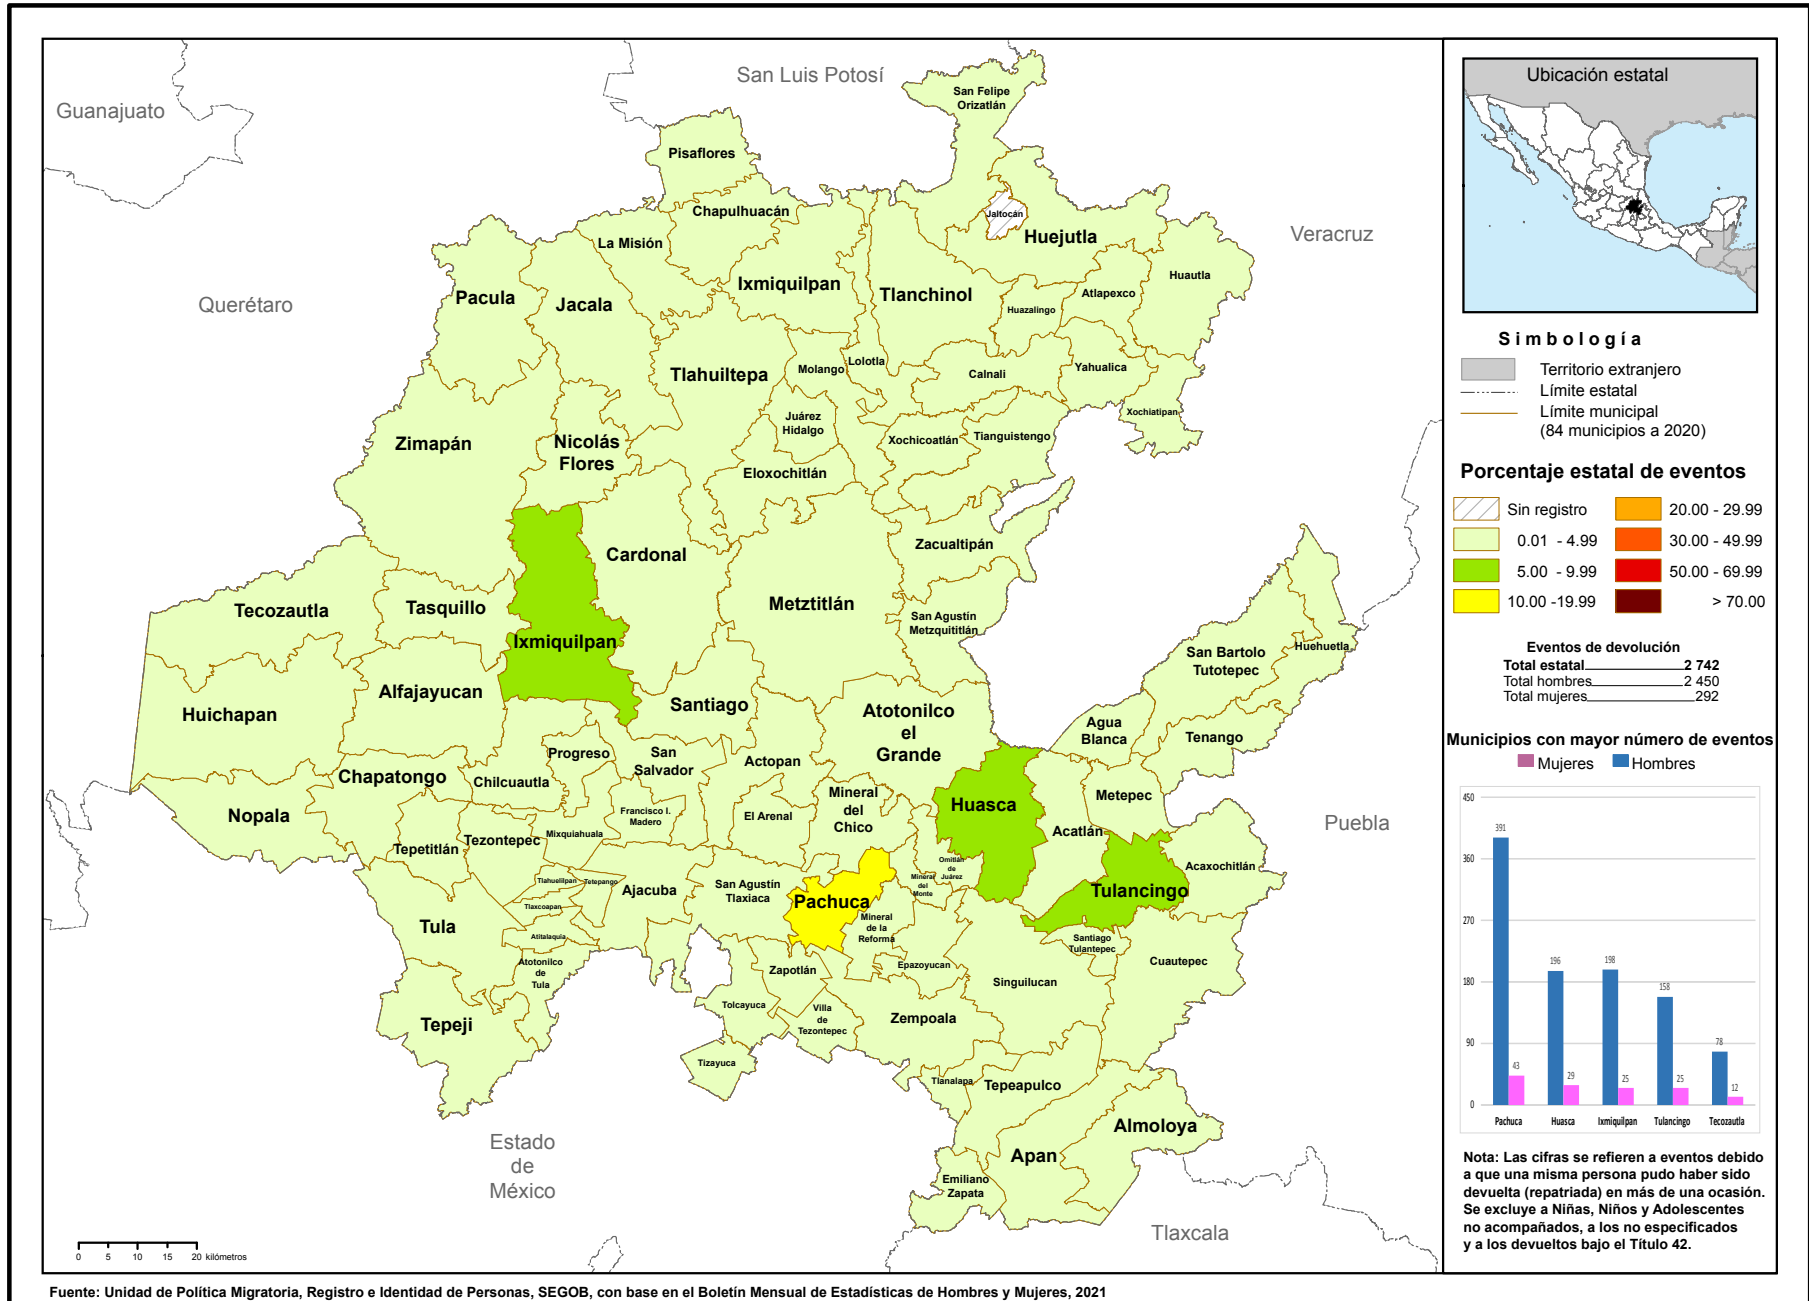 Guanajuato
San Luis Potosí
Querétaro
Veracruz
Puebla
Tlaxcala
Estado
de
México
San Felipe
Orizatlán
Pisaflores
Chapulhuacán
La Misión
Jaltocán
Huejutla
Huautla
Pacula
Jacala
Ixmiquilpan
Tlanchinol
Atlapexco
Huazalingo
Tlahuiltepa
Molango
Lolotla
Calnali
Yahualica
Xochiatipan
Zimapán
Nicolás
Flores
Juárez
Hidalgo
Xochicoatlán
Tianguistengo
Eloxochitlán
Cardonal
Zacualtipán
Tecozautla
Tasquillo
Ixmiquilpan
Metztitlán
San Agustín
Metzquititlán
San Bartolo
Tutotepec
Huehuetla
Huichapan
Alfajayucan
Santiago
Atotonilco
el
Grande
Agua
Blanca
Tenango
Chapatongo
Chilcuautla
Progreso
San
Salvador
Actopan
Nopala
Mineral
del
Chico
Huasca
Metepec
Tepetitlán
Tezontepec
Mixquiahuala
Francisco I.
Madero
El Arenal
Acatlán
Acaxochitlán
Tlahuelilpan
Tetepango
Ajacuba
San Agustín
Tlaxiaca
Pachuca
Mineral
del
Monte
Omitlán
de
Juárez
Tulancingo
Tula
Tlaxcoapan
Atitalaquia
Mineral
de la
Reforma
Santiago
Tulantepec
Cuautepec
Atotonilco
de
Tula
Zapotlán
Epazoyucan
Singuilucan
Tepeji
Tolcayuca
Villa
de
Tezontepec
Zempoala
Tizayuca
Tlanalapa
Tepeapulco
Almoloya
Apan
Emiliano
Zapata
0 5 10 15 20 kilómetros
Ubicación estatal
Simbología
Territorio extranjero
Límite estatal
Límite municipal
(84 municipios a 2020)
Porcentaje estatal de eventos
Sin registro 20.00 - 29.99
0.01 - 4.99 30.00 - 49.99
5.00 - 9.99 50.00 - 69.99
10.00 -19.99 > 70.00
Eventos de devolución
Total estatal 2 742
Total hombres 2 450
Total mujeres 292
Municipios con mayor número de eventos
Mujeres Hombres
450
391
360
270
196 198
180
158
90
78
43 29 25 25 12
0
Pachuca Huasca Ixmiquilpan Tulancingo Tecozautla
Nota: Las cifras se refieren a eventos debido
a que una misma persona pudo haber sido
devuelta (repatriada) en más de una ocasión.
Se excluye a Niñas, Niños y Adolescentes
no acompañados, a los no especificados
y a los devueltos bajo el Título 42.
Fuente: Unidad de Política Migratoria, Registro e Identidad de Personas, SEGOB, con base en el Boletín Mensual de Estadísticas de Hombres y Mujeres, 2021